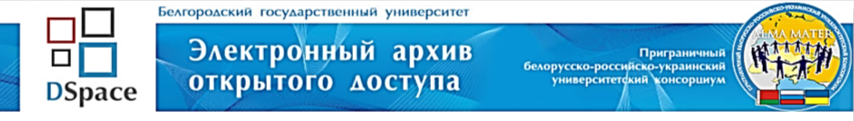 Белгородский государственный университет
DSpace
Электронный архив
открытого доступа
Приграничный
белорусско-российско-украинский
университетский консорциум
ALMA MATER